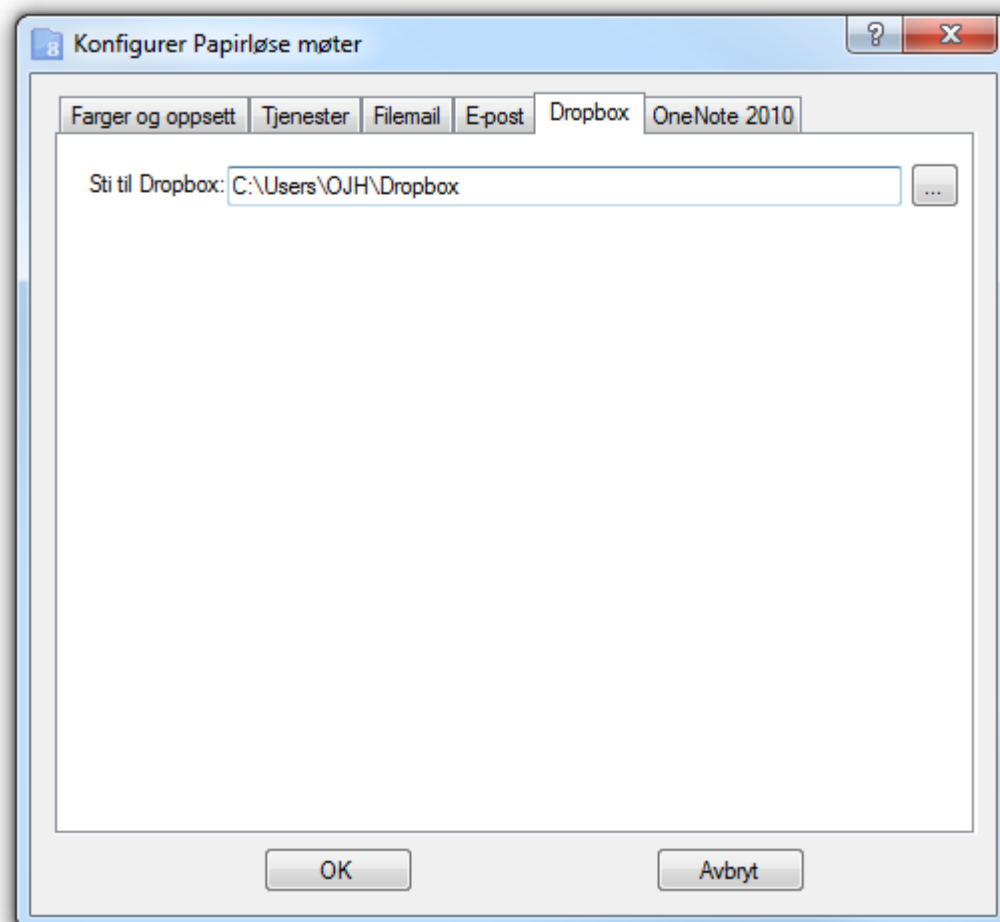 8 Konfigurer Papirløse møter ? X
Farger og oppsett Tjenester Filemail E-post Dropbox OneNote 2010
Sti til Dropbox: C:\Users\OJH\Dropbox ...
OK Avbryt